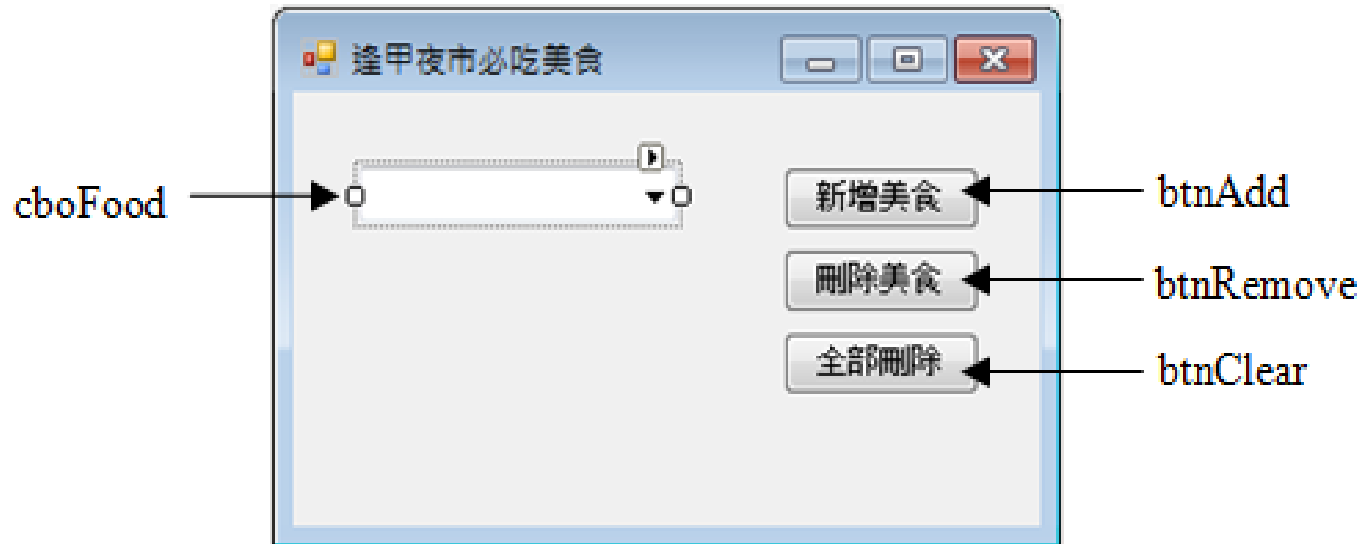 逢甲夜市必吃美食
cboFood
新增美食
btnAdd
刪除美食
btnRemove
全部刪除
btnClear